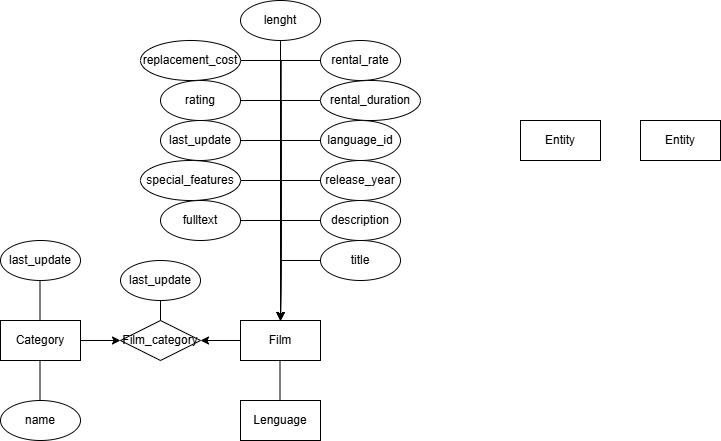 lenght
replacement_cost
rental_rate
rating
rental_duration
last_update
language_id
Entity
Entity
special_features
release_year
fulltext
description
last_update
title
last_update
Category
Film_category
Film
name
Lenguage